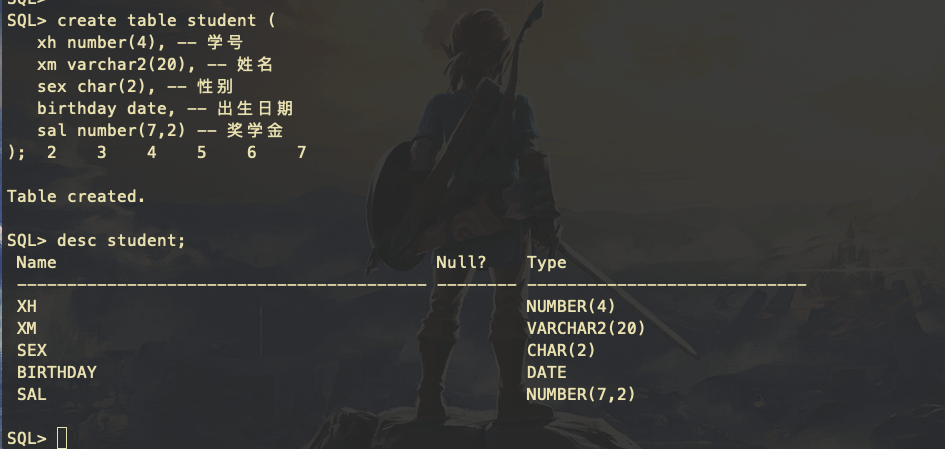 SQL>
SQL> create table student (
   xh number(4), -- 学号
   xm varchar2(20), -- 姓名
   sex char(2), -- 性别
   birthday date, -- 出生日期
   sal number(7,2) -- 奖学金
);  2    3    4    5    6    7
Table created.
SQL> desc student;
 Name                                      Null?    Type
 ----------------------------------------- -------- ----------------------------
 XH                                                 NUMBER(4)
 XM                                                 VARCHAR2(20)
 SEX                                                CHAR(2)
 BIRTHDAY                                           DATE
 SAL                                                NUMBER(7,2)
SQL>